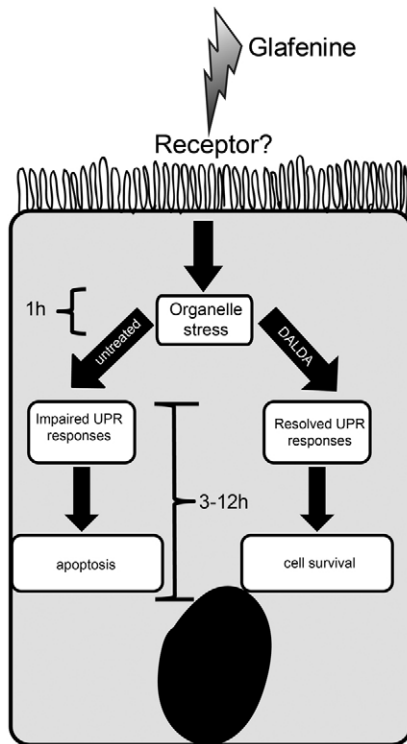 Glafenine
Receptor?
1h
Organelle
stress
untreated
DALDA
Impaired UPR
responses
Resolved UPR
responses
3-12h
apoptosis
cell survival